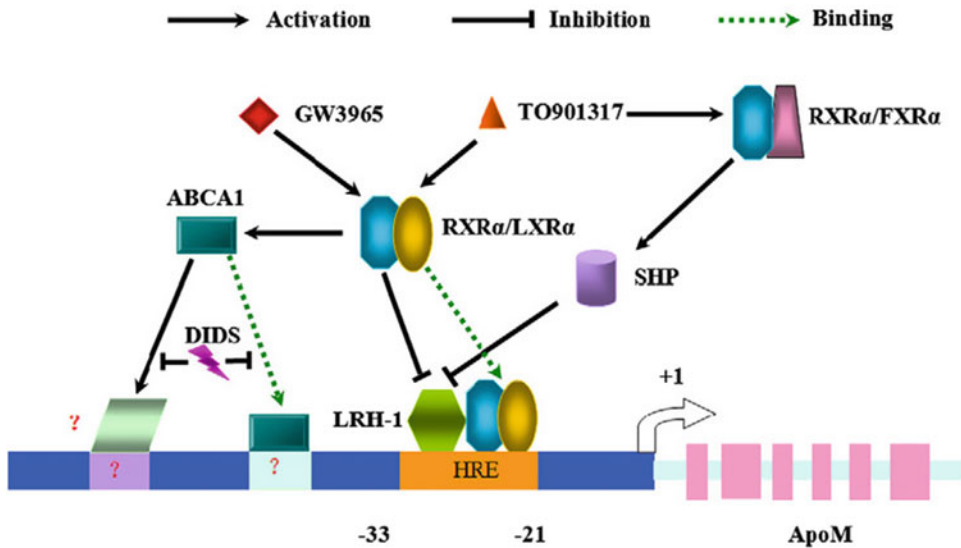 Activation
Inhibition
Binding
GW3965
TO901317
RXRα/FXRα
ABCA1
RXRα/LXRα
SHP
DIDS
+1
?
LRH-1
?
?
HRE
-33
-21
ApoM